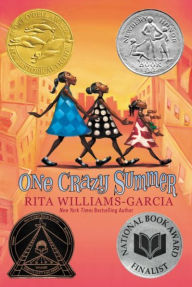 One Crazy Summer
RITA WILLIAMS-GARCIA
New York Times Bestselling Author
NATIONAL BOOK AWARD
FINALIST